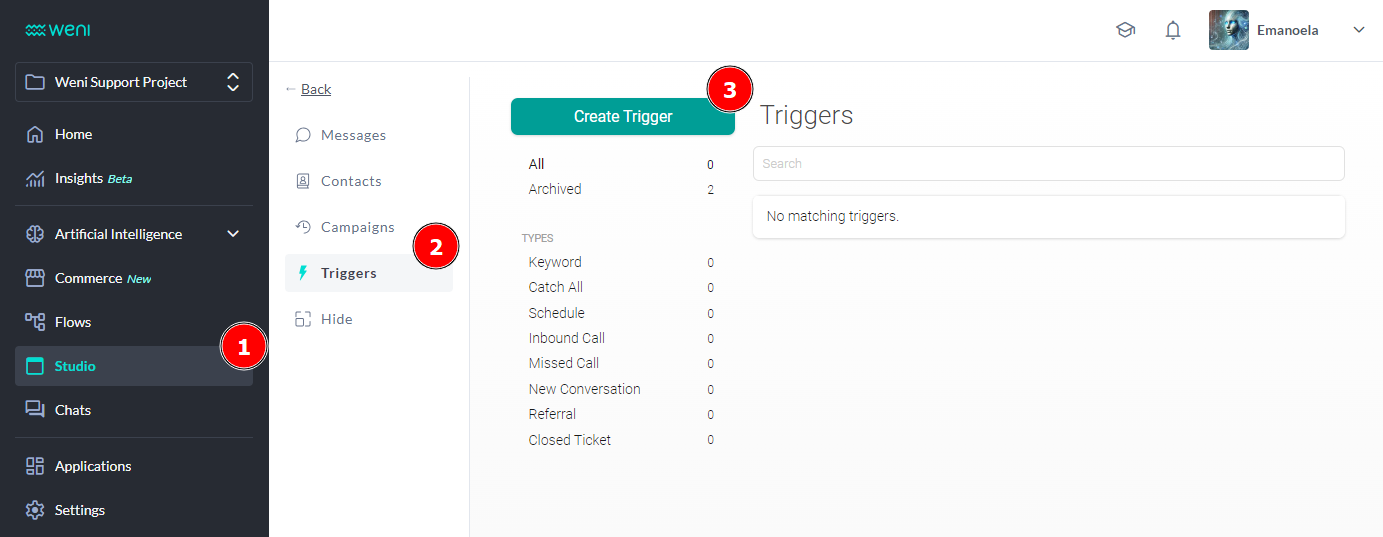 weni
Emanoela
Weni Support Project
Home
Insights Beta
Artificial Intelligence
Commerce New
Flows
Studio
1
Chats
Applications
Settings
← Back
Messages
Contacts
Campaigns
2
Triggers
Hide
3
Create Trigger
All 0
Archived 2
TYPES
Keyword 0
Catch All 0
Schedule 0
Inbound Call 0
Missed Call 0
New Conversation 0
Referral 0
Closed Ticket 0
Triggers
Search
No matching triggers.